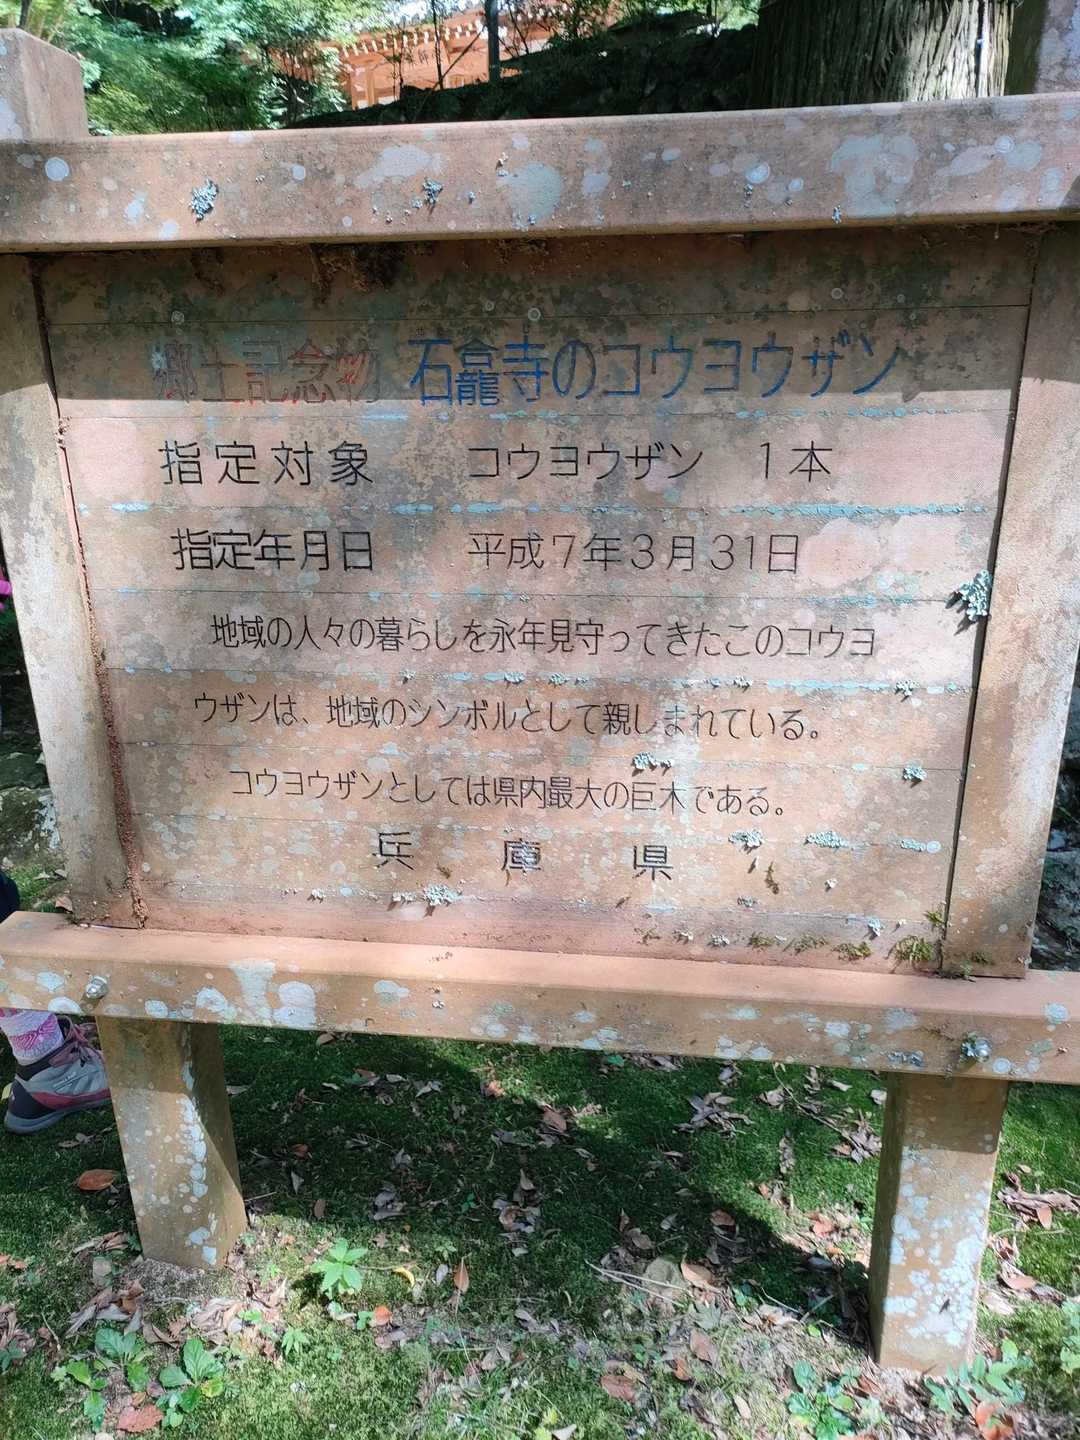 郷土記念物 石龕寺のコウヨウザン
指定対象 コウヨウザン 1本
指定年月日 平成7年3月31日
地域の人々の暮らしを永年見守ってきたこのコウヨ
ウザンは、地域のシンボルとして親しまれている。
コウヨウザンとしては県内最大の巨木である。
兵庫県